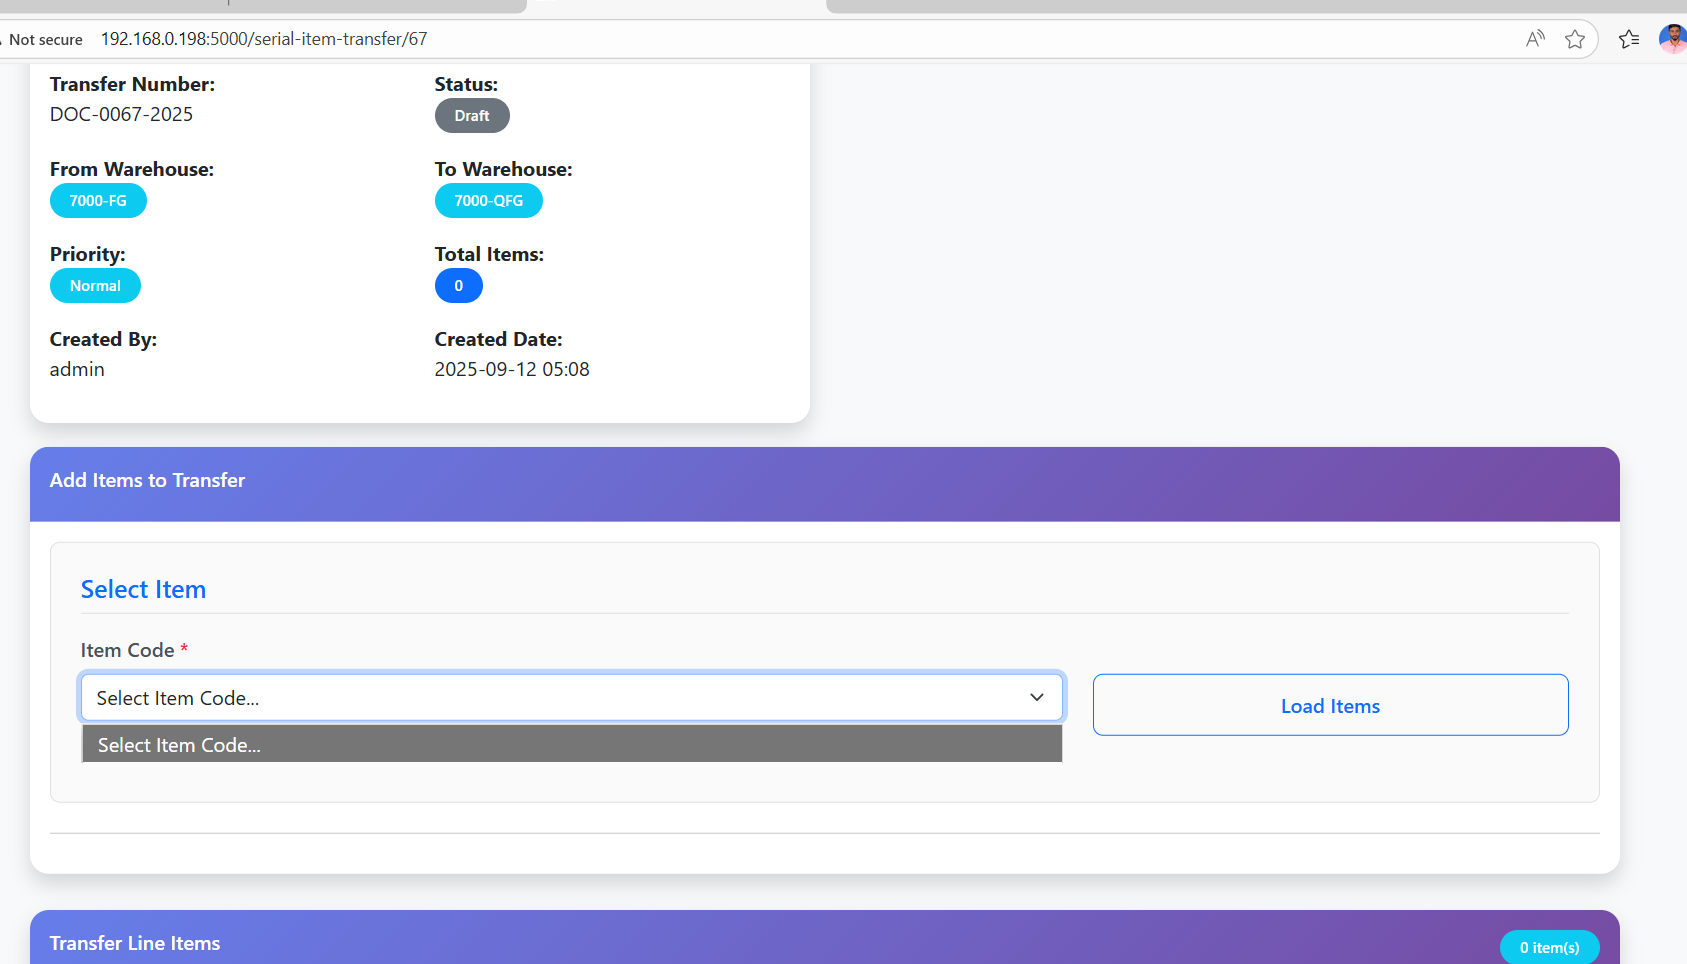 Not secure 192.168.0.198:5000/serial-item-transfer/67
Transfer Number: Status:
DOC-0067-2025 Draft
From Warehouse: To Warehouse:
7000-FG 7000-QFG
Priority: Total Items:
Normal 0
Created By: Created Date:
admin 2025-09-12 05:08
Add Items to Transfer
Select Item
Item Code *
Select Item Code... Load Items
Select Item Code...
Transfer Line Items 0 item(s)